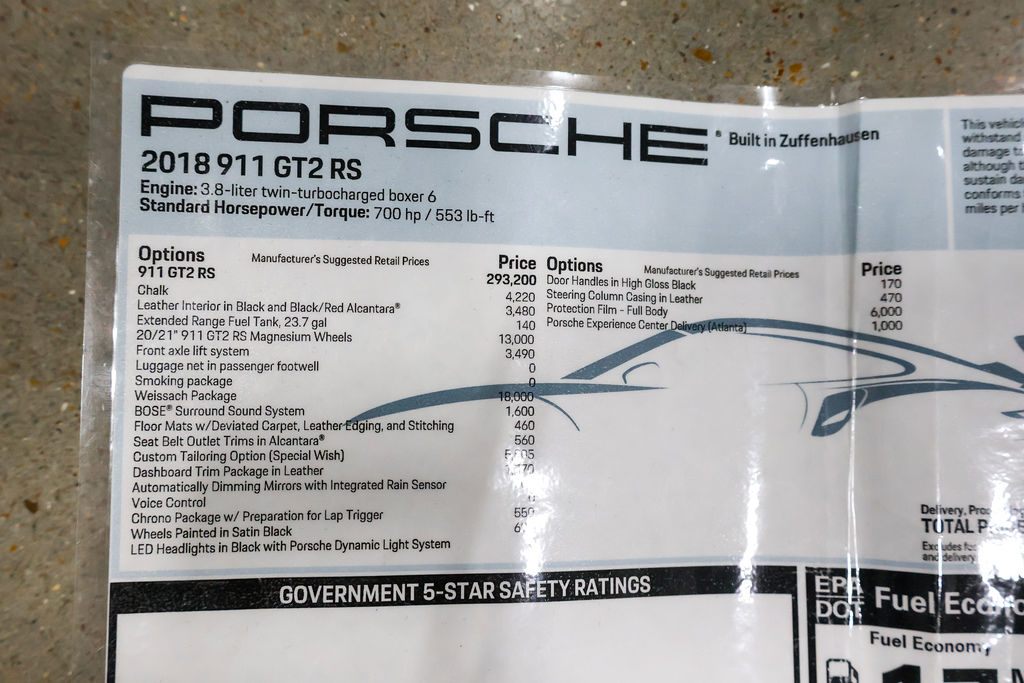 PORSCHE® Built in Zuffenhausen
2018 911 GT2 RS
Engine: 3.8-liter twin-turbocharged boxer 6
Standard Horsepower/Torque: 700 hp / 553 lb-ft
This vehicle
withstand
damage
although
sustain
conforms
miles per
Options Manufacturer's Suggested Retail Prices Price
911 GT2 RS 293,200
Chalk 4,220
Leather Interior in Black and Black/Red Alcantara® 3,480
Extended Range Fuel Tank, 23.7 gal 140
20/21" 911 GT2 RS Magnesium Wheels 13,000
Front axle lift system 3,490
Luggage net in passenger footwell 0
Smoking package 0
Weissach Package 18,000
BOSE® Surround Sound System 1,600
Floor Mats w/Deviated Carpet, Leather Edging, and Stitching 460
Seat Belt Outlet Trims in Alcantara® 560
Custom Tailoring Option (Special Wish)
Dashboard Trim Package in Leather
Automatically Dimming Mirrors with Integrated Rain Sensor
Voice Control 0
Chrono Package w/ Preparation for Lap Trigger 550
Wheels Painted in Satin Black
LED Headlights in Black with Porsche Dynamic Light System
Options Manufacturer's Suggested Retail Prices Price
Door Handles in High Gloss Black 170
Steering Column Casing in Leather 470
Protection Film - Full Body 6,000
Porsche Experience Center Delivery (Atlanta) 1,000
Delivery,
TOTAL
Excludes
and delivery
GOVERNMENT 5-STAR SAFETY RATINGS
EPA
DOT
Fuel
Fuel Economy